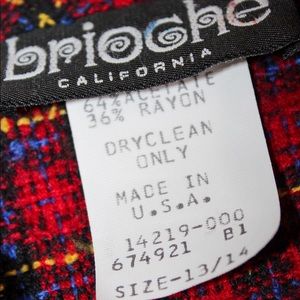 brioche
CALIFORNIA
64% ACETATE
36% RAYON
DRYCLEAN
ONLY
MADE IN
U.S.A.
14219-000
674921 B1
SIZE-13/14